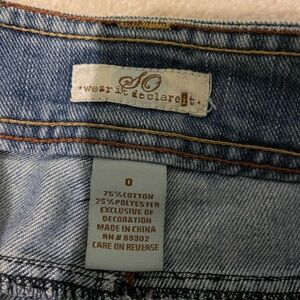 SO
·wear it declare it·
0
75% COTTON
25% POLYESTER
EXCLUSIVE OF
DECORATION
MADE IN CHINA
RN # 89302
CARE ON REVERSE